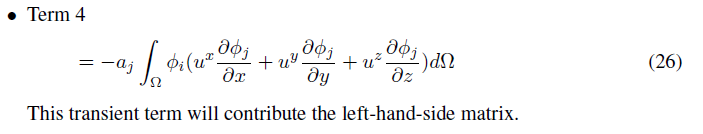 • Term 4
= −a_j ∫_Ω ϕ_i(u^x ∂ϕ_j/∂x + u^y ∂ϕ_j/∂y + u^z ∂ϕ_j/∂z)dΩ (26)
This transient term will contribute the left-hand-side matrix.